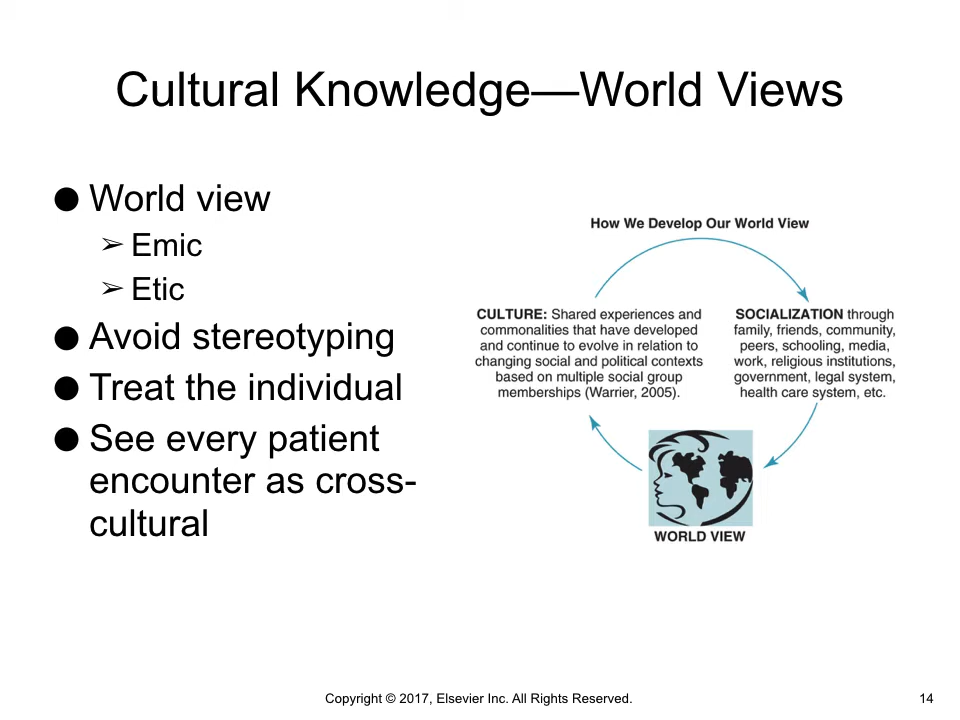 Cultural Knowledge—World Views
● World view
➢ Emic
➢ Etic
● Avoid stereotyping
● Treat the individual
● See every patient
encounter as cross-
cultural
How We Develop Our World View
CULTURE: Shared experiences and
commonalities that have developed
and continue to evolve in relation to
changing social and political contexts
based on multiple social group
memberships (Warrier, 2005).
SOCIALIZATION through
family, friends, community,
peers, schooling, media,
work, religious institutions,
government, legal system,
health care system, etc.
WORLD VIEW
Copyright © 2017, Elsevier Inc. All Rights Reserved.
14